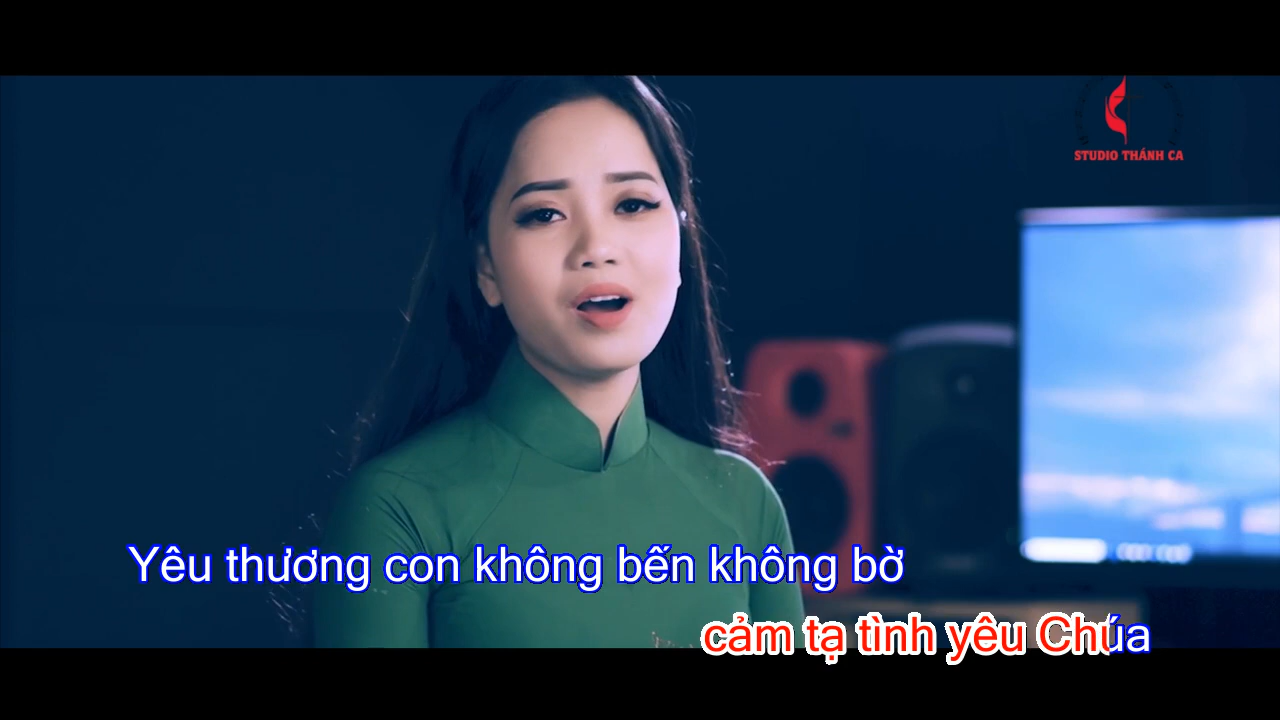 STUDIO THÁNH CA
Yêu thương con không bến không bờ
cảm tạ tình yêu Chúa